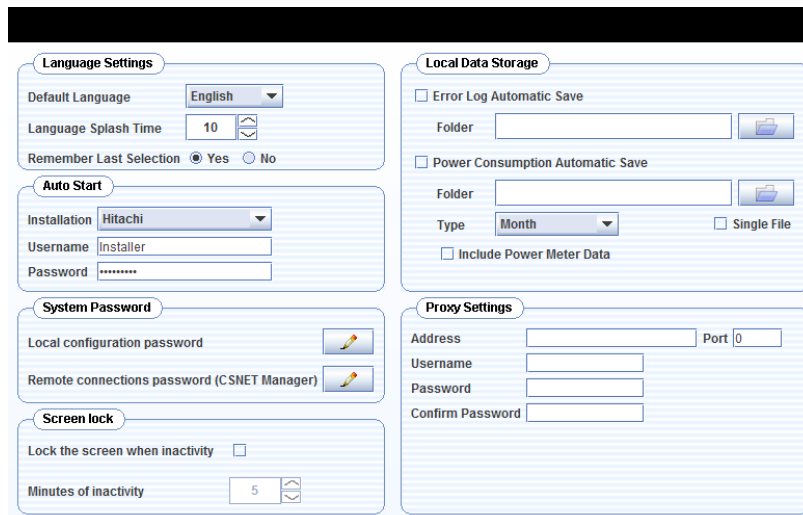 Language Settings
Default Language English
Language Splash Time 10
Remember Last Selection Yes No
Auto Start
Installation Hitachi
Username Installer
Password •••••••••
System Password
Local configuration password
Remote connections password (CSNET Manager)
Screen lock
Lock the screen when inactivity
Minutes of inactivity 5
Local Data Storage
Error Log Automatic Save
Folder
Power Consumption Automatic Save
Folder
Type Month Single File
Include Power Meter Data
Proxy Settings
Address Port 0
Username
Password
Confirm Password